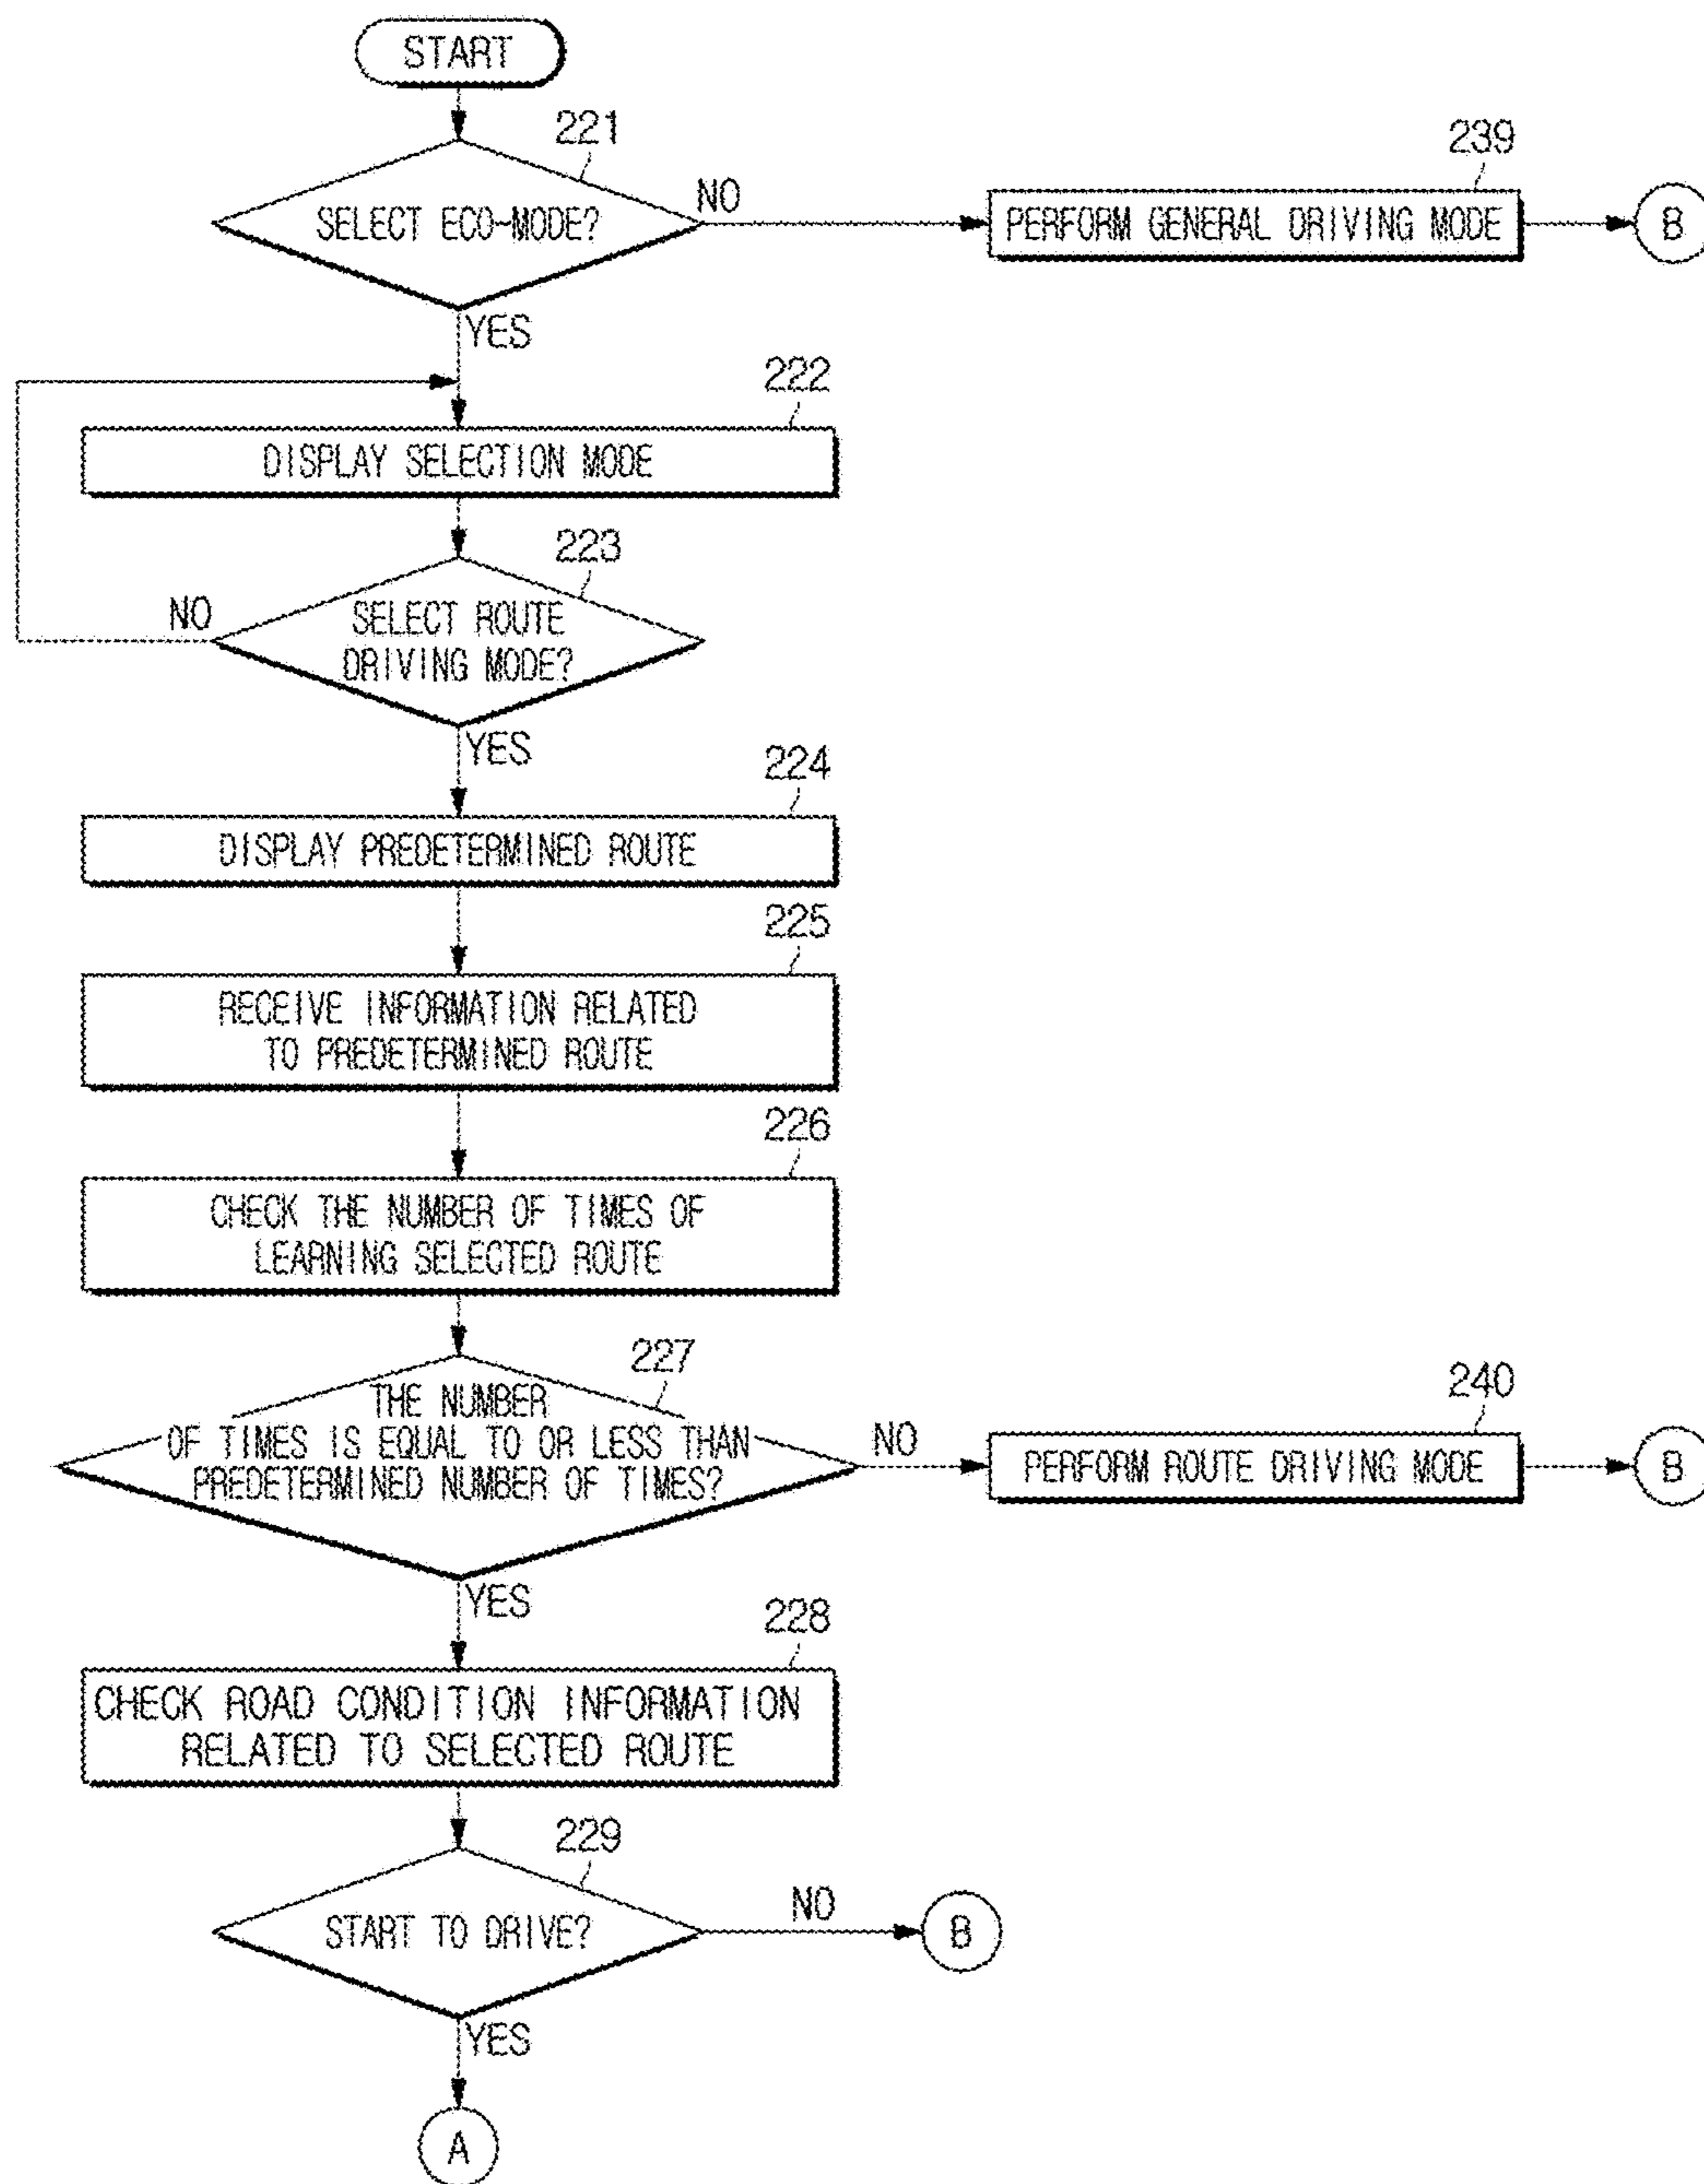 START
221
SELECT ECO-MODE?
NO
239
PERFORM GENERAL DRIVING MODE
B
YES
222
DISPLAY SELECTION MODE
223
SELECT ROUTE
DRIVING MODE?
NO
YES
224
DISPLAY PREDETERMINED ROUTE
225
RECEIVE INFORMATION RELATED
TO PREDETERMINED ROUTE
226
CHECK THE NUMBER OF TIMES OF
LEARNING SELECTED ROUTE
227
THE NUMBER
OF TIMES IS EQUAL TO OR LESS THAN
PREDETERMINED NUMBER OF TIMES?
NO
240
PERFORM ROUTE DRIVING MODE
B
YES
228
CHECK ROAD CONDITION INFORMATION
RELATED TO SELECTED ROUTE
229
START TO DRIVE?
NO
B
YES
A